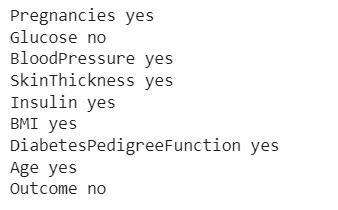 Pregnancies yes
Glucose no
BloodPressure yes
SkinThickness yes
Insulin yes
BMI yes
DiabetesPedigreeFunction yes
Age yes
Outcome no